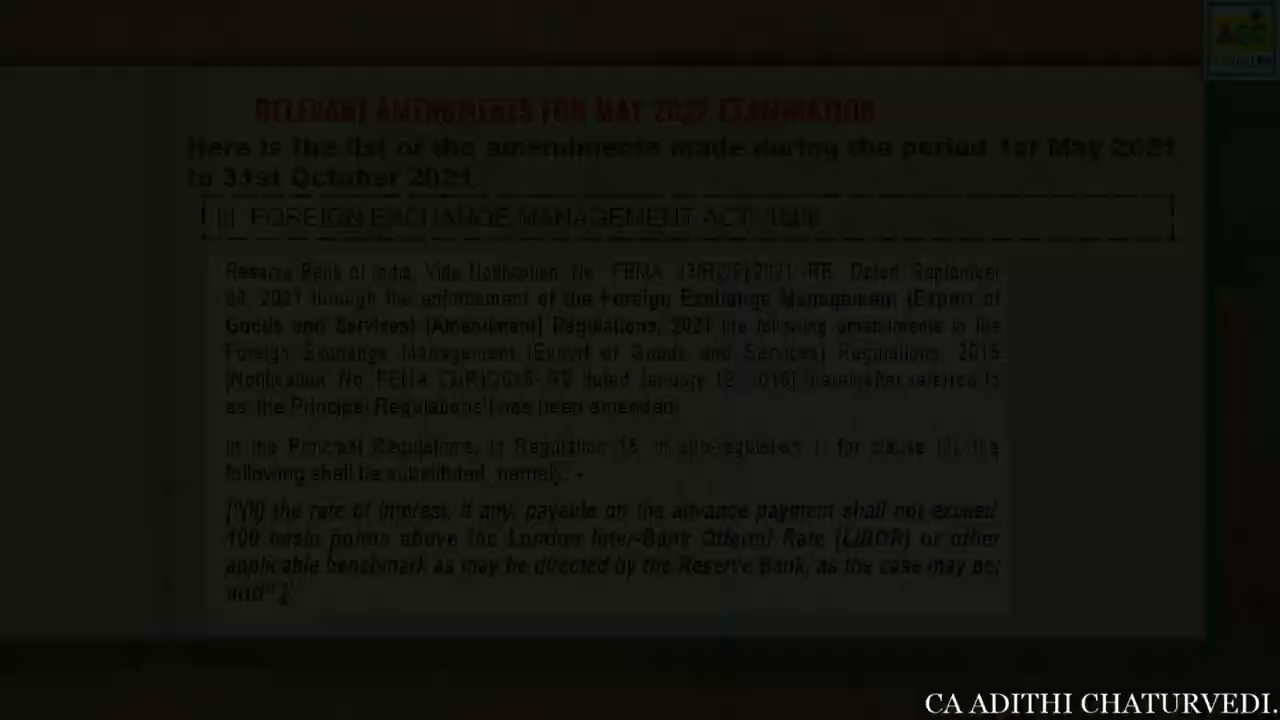 RELEVANT AMENDMENTS FOR MAY 2022 EXAMINATION
Here is the list of the amendments made during the period 1st May 2021
to 31st October 2021
FOREIGN EXCHANGE MANAGEMENT ACT, 1999
Reserve Bank of India, Vide Notification No. FEMA 2021 -RB Dated September
2021 through the enforcement of the Foreign Exchange Management (Export of
Goods and Services) (Amendment) Regulations, 2021 the following amendments in the
Foreign Exchange Management (Export of Goods and Services) Regulations, 2015
[Notification No. FEMA dated January 12, 2016] (hereinafter referred to
as 'the Principal Regulations') has been amended:
In the Principal Regulations, in Regulation 15, in sub-regulation 1, for clause (ii), the
following shall be substituted, namely: -
["(ii) the rate of interest, if any, payable on the advance payment shall not exceed
100 basis points above the London Inter-Bank Offered Rate (LIBOR) or other
applicable benchmark as may be directed by the Reserve Bank, as the case may be;
and"]
CA ADITHI CHATURVEDI.